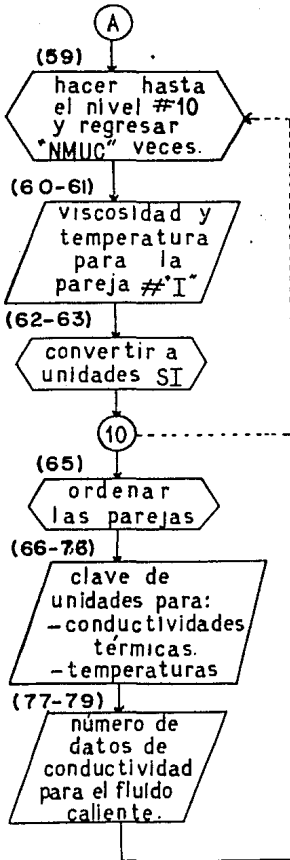 A
(59)
hacer hasta
el nivel #10
y regresar
"NMUC" veces.
(60-61)
viscosidad y
temperatura
para la
pareja #"I"
(62-63)
convertir a
unidades SI
10
(65)
ordenar
las parejas
(66-76)
clave de
unidades para:
-conductividades
térmicas.
-temperaturas
(77-79)
número de
datos de
conductividad
para el fluido
caliente.